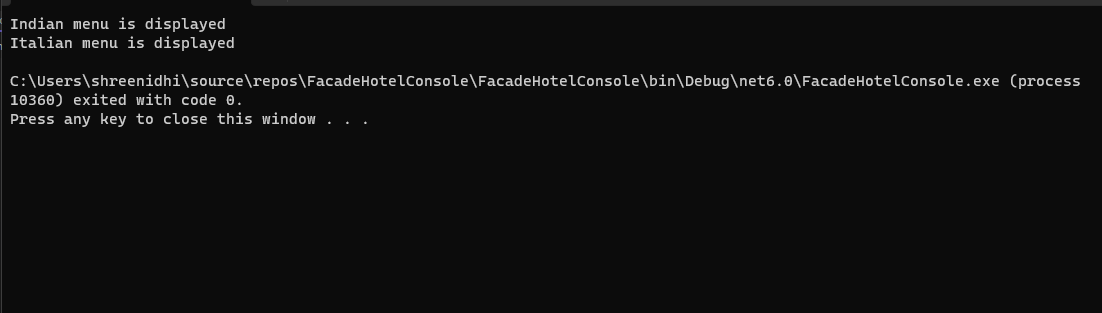 Indian menu is displayed
Italian menu is displayed
C:\Users\shreenidhi\source\repos\FacadeHotelConsole\FacadeHotelConsole\bin\Debug\net6.0\FacadeHotelConsole.exe (process
10360) exited with code 0.
Press any key to close this window . . .